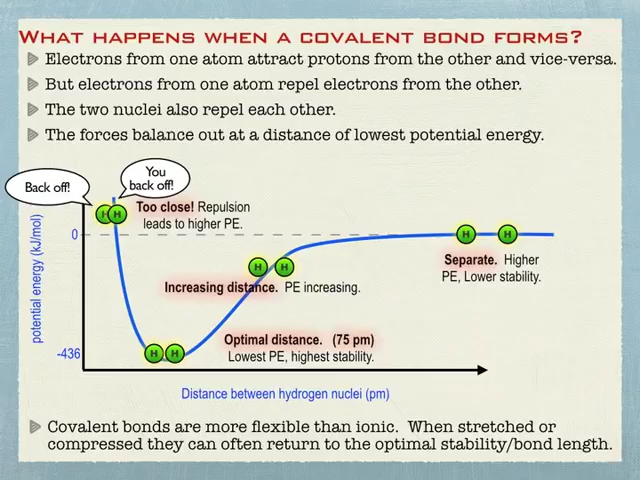 WHAT HAPPENS WHEN A COVALENT BOND FORMS?
Electrons from one atom attract protons from the other and vice-versa.
But electrons from one atom repel electrons from the other.
The two nuclei also repel each other.
The forces balance out at a distance of lowest potential energy.
Back off!
You
back off!
H H
Too close! Repulsion
leads to higher PE.
potential energy (kJ/mol)
0
H H
Separate. Higher
PE, Lower stability.
H H
Increasing distance. PE increasing.
Optimal distance. (75 pm)
Lowest PE, highest stability.
-436
H H
Distance between hydrogen nuclei (pm)
Covalent bonds are more flexible than ionic. When stretched or
compressed they can often return to the optimal stability/bond length.